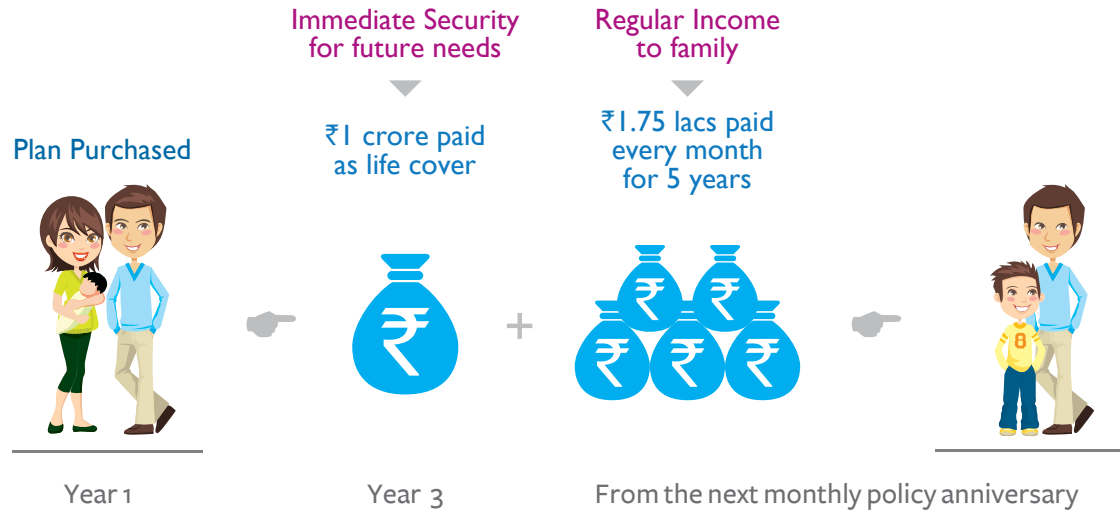 Immediate Security
for future needs
Regular Income
to family
Plan Purchased
₹1 crore paid
as life cover
₹1.75 lacs paid
every month
for 5 years
₹
+
₹
₹
₹
₹
₹
8
Year 1
Year 3
From the next monthly policy anniversary